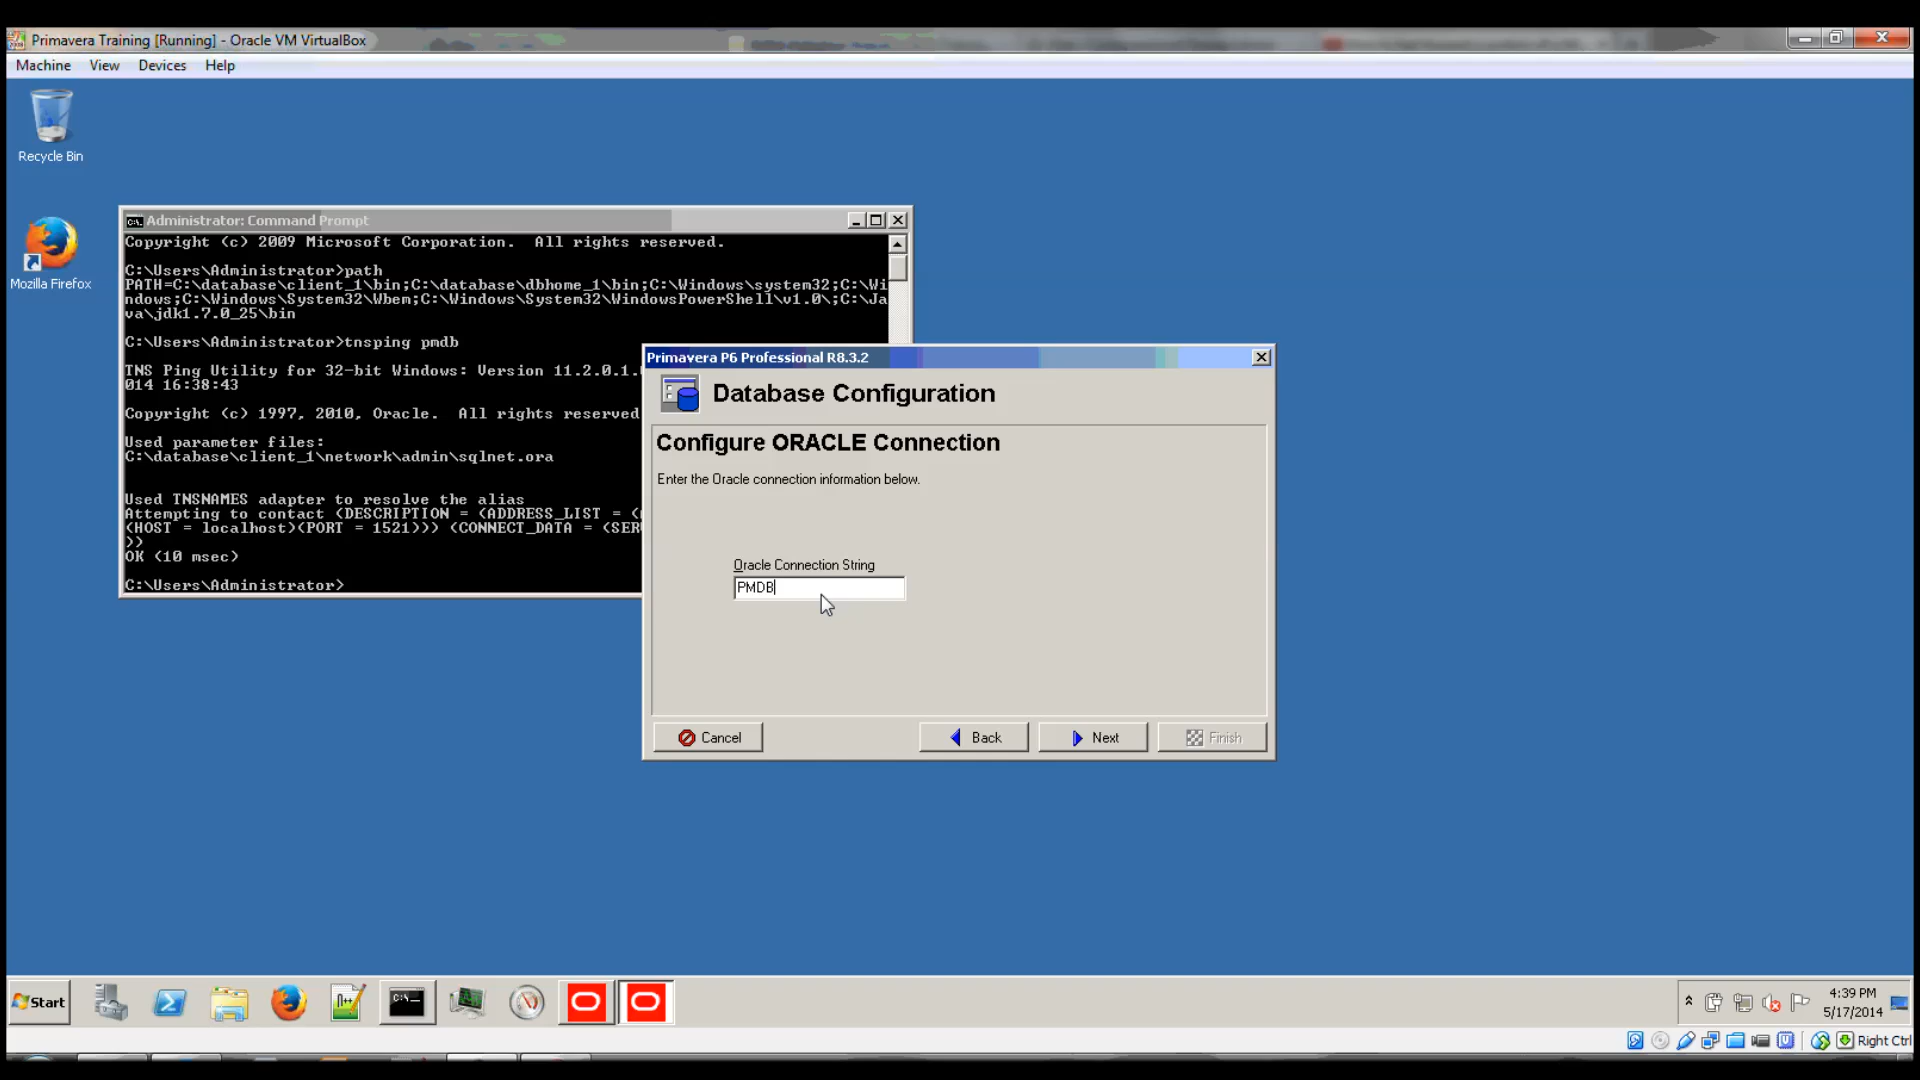 Primavera Training [Running] - Oracle VM VirtualBox
Machine View Devices Help
Recycle Bin
Mozilla Firefox
Administrator: Command Prompt
Copyright (c) 2009 Microsoft Corporation. All rights reserved.
C:\Users\Administrator>path
PATH=C:\database\client_1\bin;C:\database\dbhome_1\bin;C:\Windows\system32;C:\Wi
ndows;C:\Windows\System32\Wbem;C:\Windows\System32\WindowsPowerShell\v1.0\;C:\Ja
va\jdk1.7.0_25\bin
C:\Users\Administrator>tnsping pmdb
TNS Ping Utility for 32-bit Windows: Version 11.2.0.1.
014 16:38:43
Copyright (c) 1997, 2010, Oracle. All rights reserved
Used parameter files:
C:\database\client_1\network\admin\sqlnet.ora
Used TNSNAMES adapter to resolve the alias
Attempting to contact (DESCRIPTION = (ADDRESS_LIST = (
(HOST = localhost)(PORT = 1521))) (CONNECT_DATA = (SER
))
OK (10 msec)
C:\Users\Administrator>
Primavera P6 Professional R8.3.2
Database Configuration
Configure ORACLE Connection
Enter the Oracle connection information below.
Oracle Connection String
PMDB
Cancel Back Next Finish
Start
4:39 PM
5/17/2014
Right Ctrl